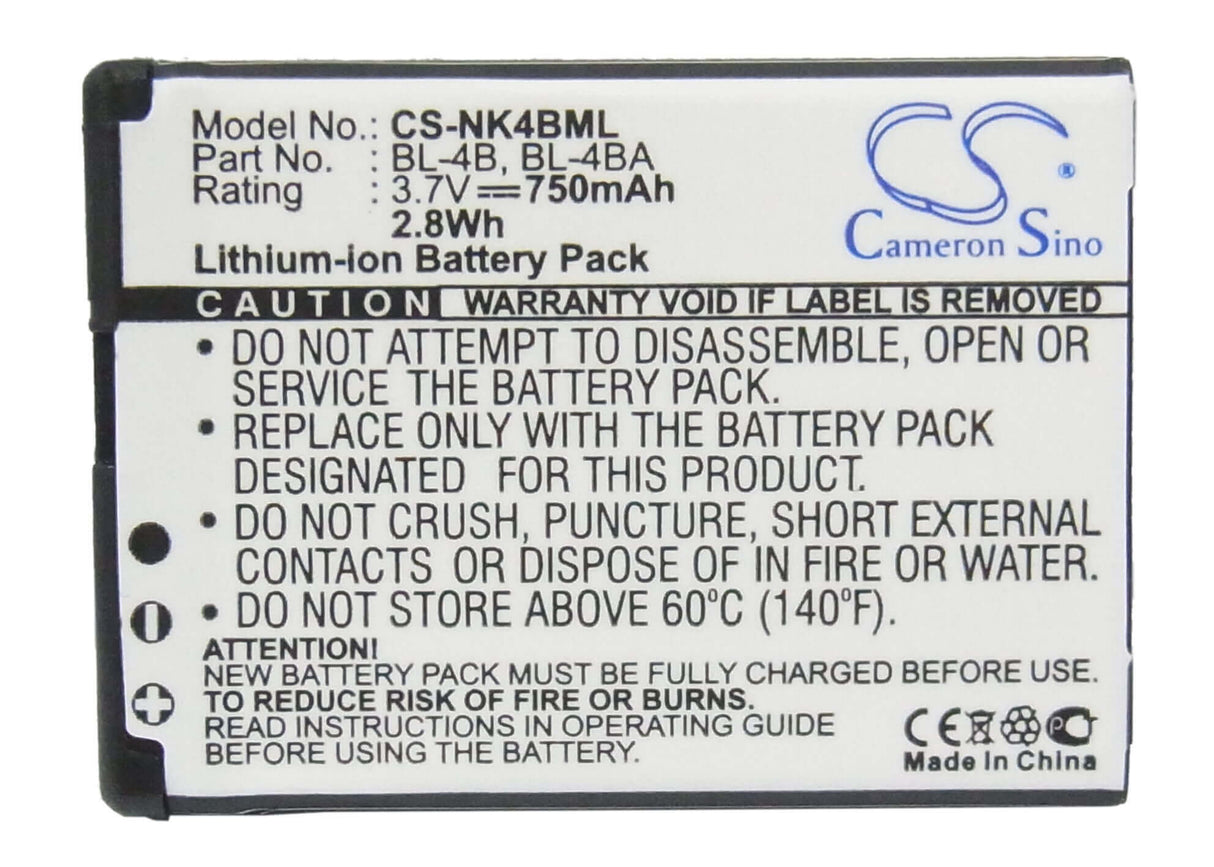 Model No.: CS-NK4BML
Part No. : BL-4B, BL-4BA
Rating : 3.7V 750mAh
2.8Wh
Lithium-ion Battery Pack
CS ®
Cameron Sino
CAUTION WARRANTY VOID IF LABEL IS REMOVED
• DO NOT ATTEMPT TO DISASSEMBLE, OPEN OR
SERVICE THE BATTERY PACK.
• REPLACE ONLY WITH THE BATTERY PACK
DESIGNATED FOR THIS PRODUCT.
• DO NOT CRUSH, PUNCTURE, SHORT EXTERNAL
CONTACTS OR DISPOSE OF IN FIRE OR WATER.
• DO NOT STORE ABOVE 60°C (140°F).
ATTENTION!
NEW BATTERY PACK MUST BE FULLY CHARGED BEFORE USE.
TO REDUCE RISK OF FIRE OR BURNS.
READ INSTRUCTIONS IN OPERATING GUIDE
BEFORE USING THE BATTERY.
CE
Made In China